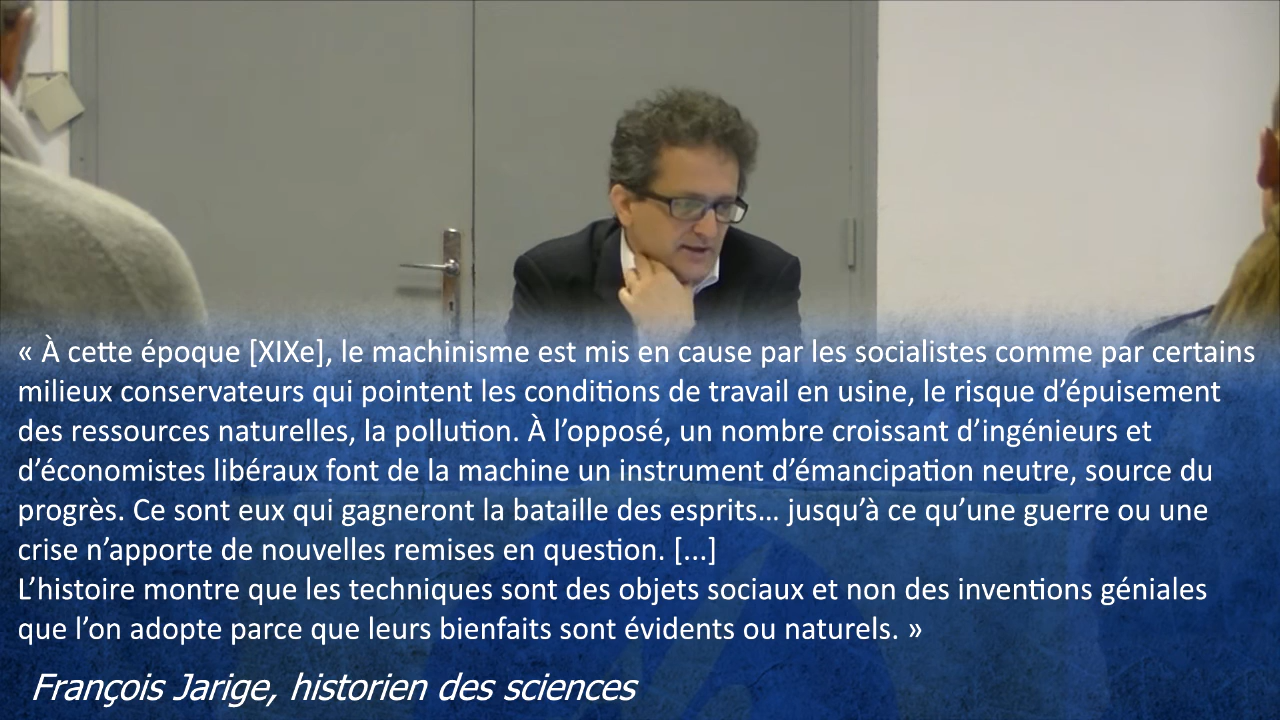 « À cette époque [XIXe], le machinisme est mis en cause par les socialistes comme par certains
milieux conservateurs qui pointent les conditions de travail en usine, le risque d’épuisement
des ressources naturelles, la pollution. À l’opposé, un nombre croissant d’ingénieurs et
d’économistes libéraux font de la machine un instrument d’émancipation neutre, source du
progrès. Ce sont eux qui gagneront la bataille des esprits… jusqu’à ce qu’une guerre ou une
crise n’apporte de nouvelles remises en question. [...]
L’histoire montre que les techniques sont des objets sociaux et non des inventions géniales
que l’on adopte parce que leurs bienfaits sont évidents ou naturels. »
François Jarige, historien des sciences